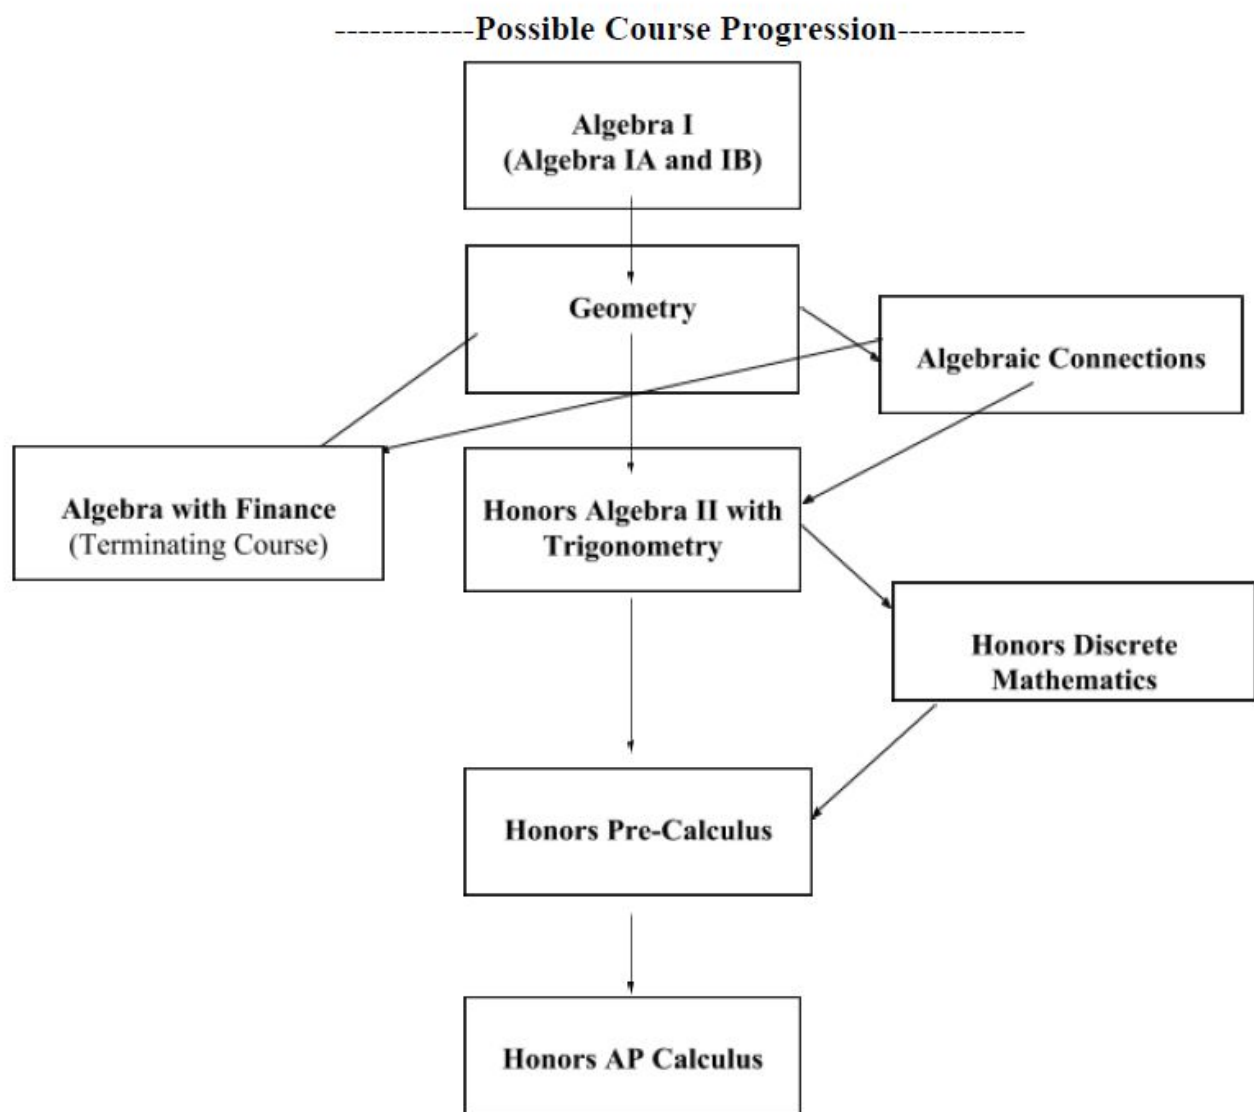 ------------Possible Course Progression-----------
Algebra I
(Algebra IA and IB)
Geometry
Algebraic Connections
Algebra with Finance
(Terminating Course)
Honors Algebra II with
Trigonometry
Honors Discrete
Mathematics
Honors Pre-Calculus
Honors AP Calculus